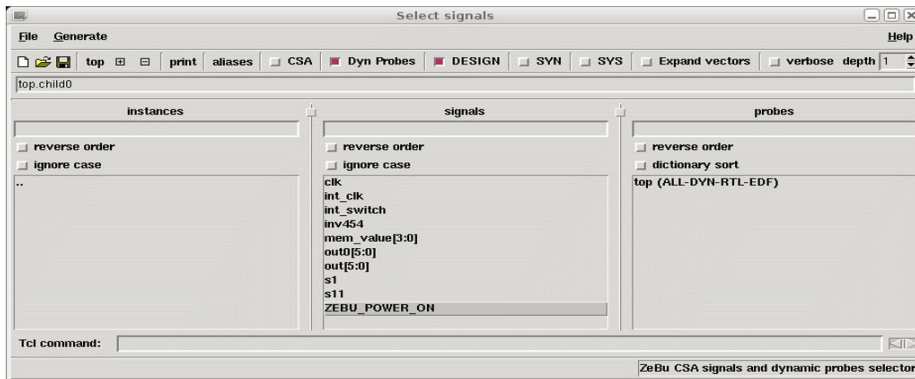 Select signals
File Generate Help
top print aliases CSA Dyn Probes DESIGN SYN SYS Expand vectors verbose depth 1
top.child0
instances signals probes
reverse order reverse order reverse order
ignore case ignore case dictionary sort
.. clk top (ALL-DYN-RTL-EDF)
int_clk
int_switch
inv454
mem_value[3:0]
out0[5:0]
out[5:0]
s1
s11
ZEBU_POWER_ON
Tcl command:
ZeBu CSA signals and dynamic probes selector